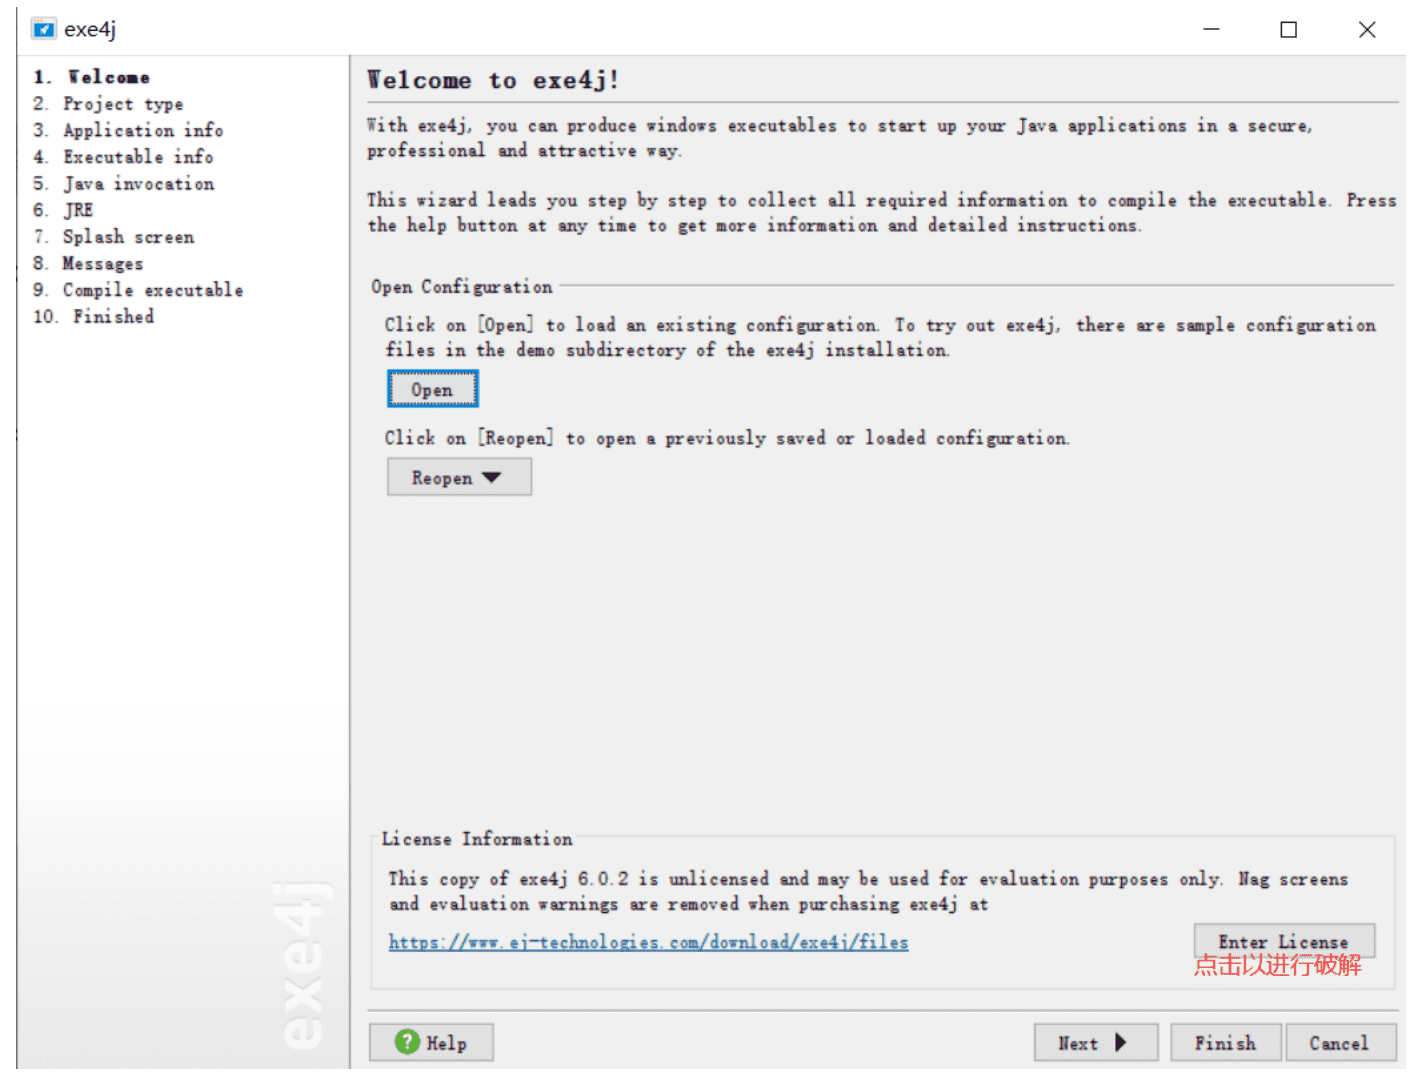 exe4j
1. Welcome
2. Project type
3. Application info
4. Executable info
5. Java invocation
6. JRE
7. Splash screen
8. Messages
9. Compile executable
10. Finished
exe4j
Welcome to exe4j!
With exe4j, you can produce windows executables to start up your Java applications in a secure,
professional and attractive way.
This wizard leads you step by step to collect all required information to compile the executable. Press
the help button at any time to get more information and detailed instructions.
Open Configuration
Click on [Open] to load an existing configuration. To try out exe4j, there are sample configuration
files in the demo subdirectory of the exe4j installation.
Open
Click on [Reopen] to open a previously saved or loaded configuration.
Reopen
License Information
This copy of exe4j 6.0.2 is unlicensed and may be used for evaluation purposes only. Nag screens
and evaluation warnings are removed when purchasing exe4j at
https://www.ej-technologies.com/download/exe4j/files
Enter License
点击以进行破解
? Help
Next
Finish
Cancel